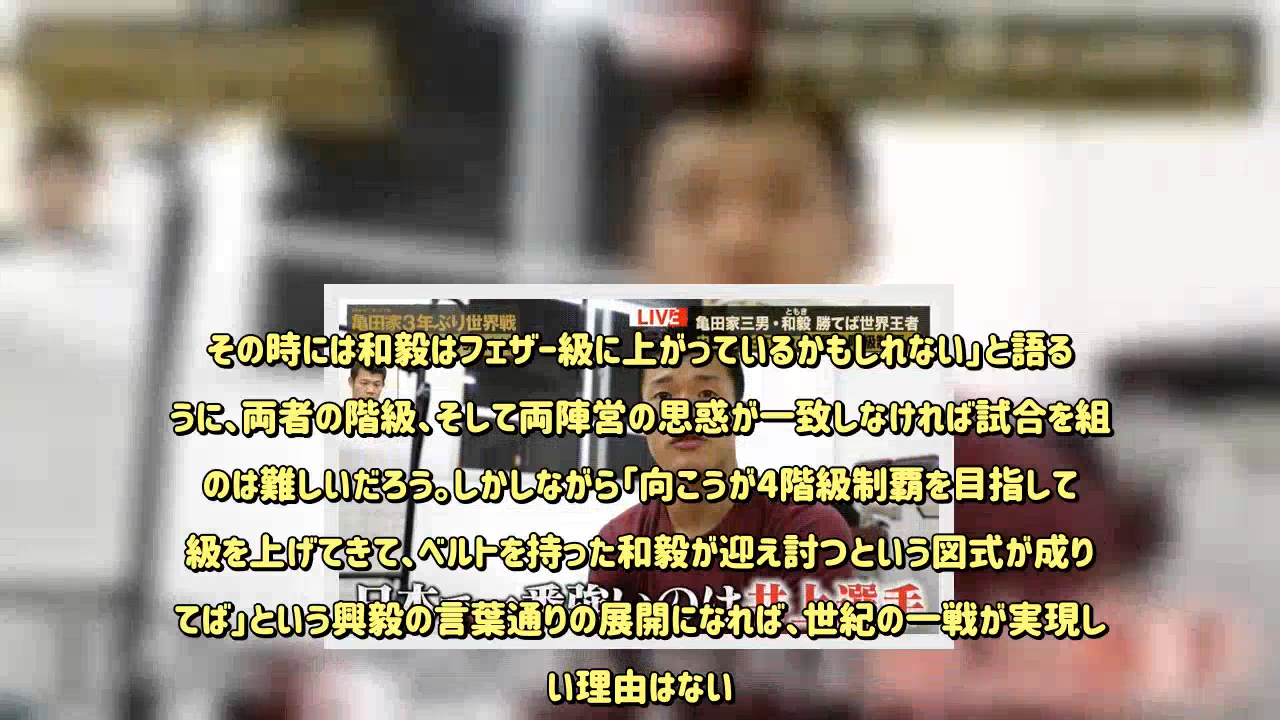 亀田家3年ぶり世界戦
LIVE
亀田家三男・和毅 勝てば世界王者
ともき
その時には和毅はフェザー級に上がっているかもしれない」と語る
うに、両者の階級、そして両陣営の思惑が一致しなければ試合を組
のは難しいだろう。しかしながら「向こうが4階級制覇を目指して
級を上げてきて、ベルトを持った和毅が迎え討つという図式が成り
てば」という興毅の言葉通りの展開になれば、世紀の一戦が実現し
い理由はない